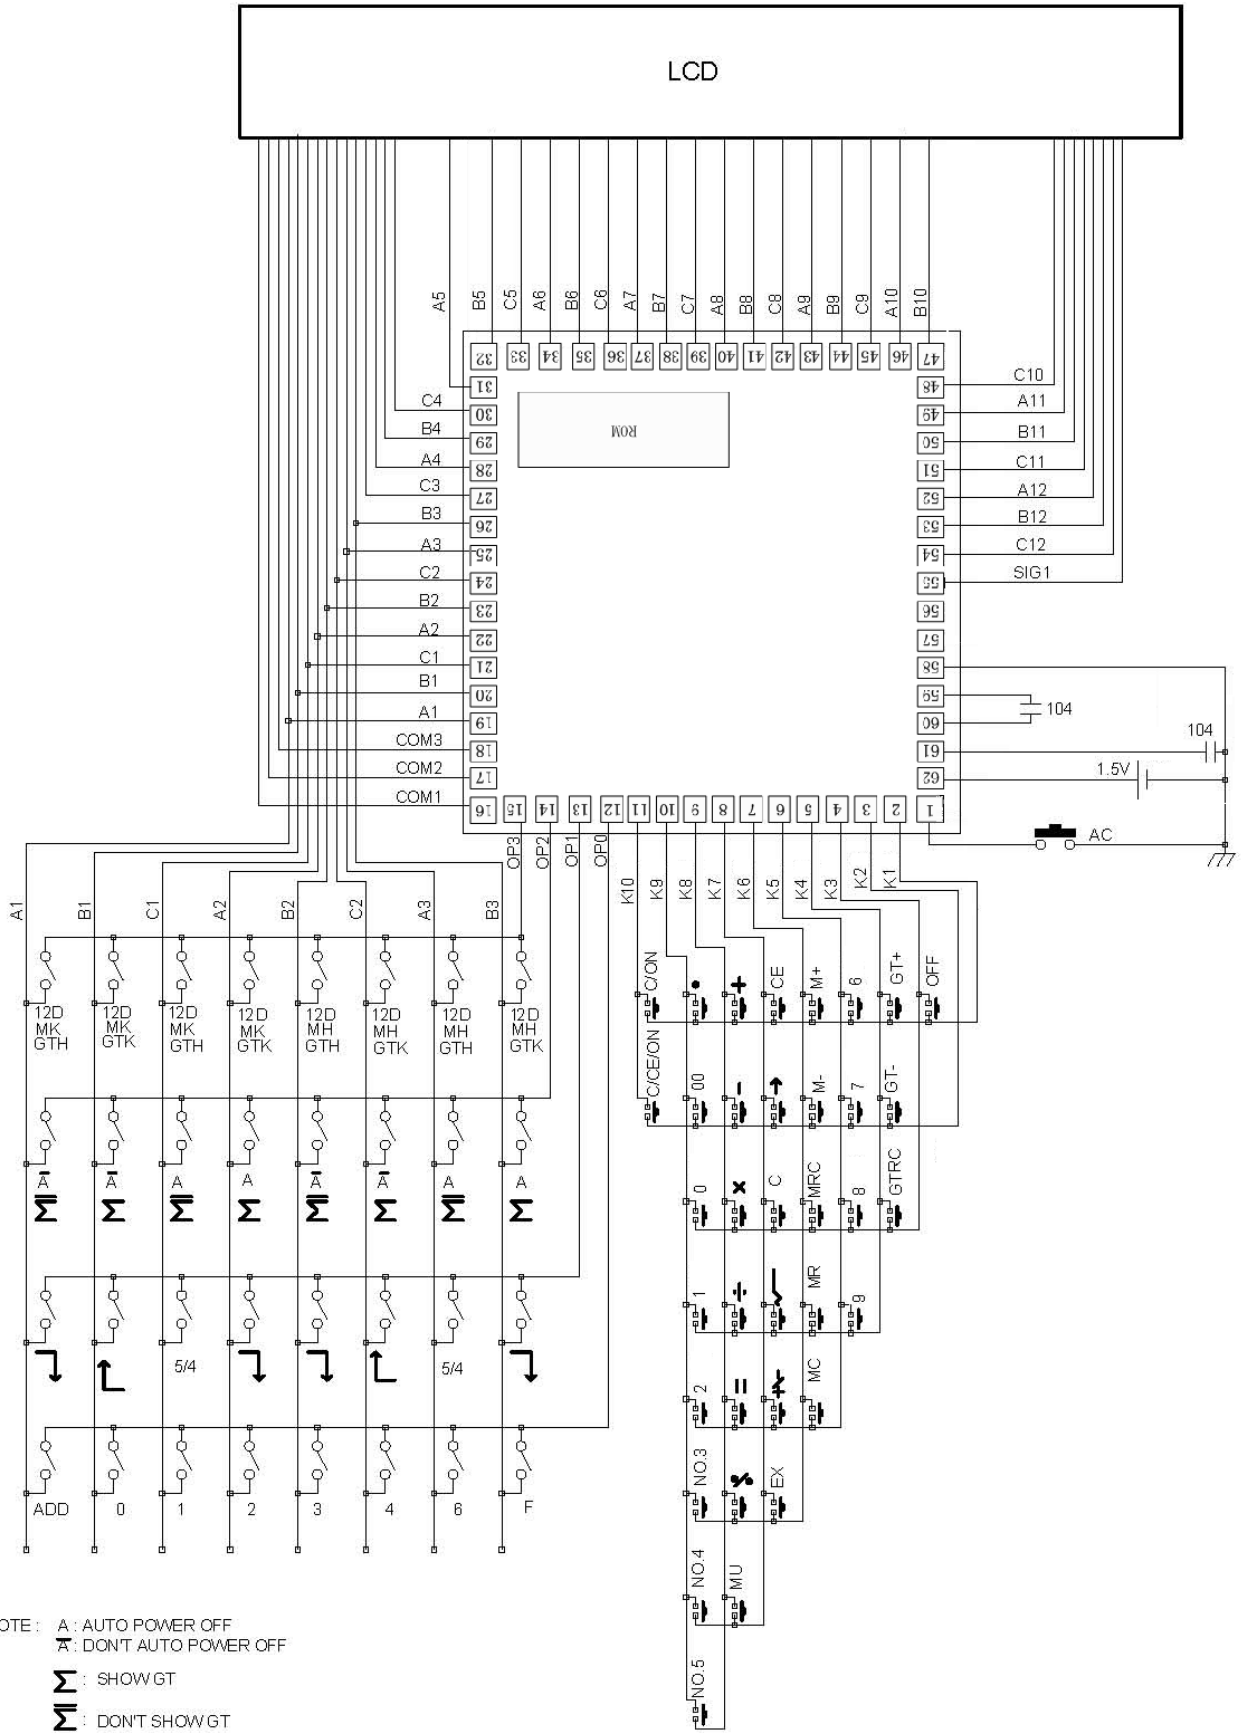 LCD
A5
B5
C5
A6
B6
C6
A7
B7
C7
A8
B8
C8
A9
B9
C9
A10
B10
32
33
34
35
36
37
38
39
40
41
42
43
44
45
46
47
31
30
29
28
27
26
25
24
23
22
21
20
19
18
17
16
ROM
48
49
50
51
52
53
54
55
56
57
58
59
60
61
62
C4
B4
A4
C3
B3
A3
C2
B2
A2
C1
B1
A1
COM3
COM2
COM1
C10
A11
B11
C11
A12
B12
C12
SIG1
104
104
1.5V
AC
15
14
13
12
11
10
9
8
7
6
5
4
3
2
1
OP3
OP2
OP1
OP0
K10
K9
K8
K7
K6
K5
K4
K3
K2
K1
A1
B1
C1
A2
B2
C2
A3
B3
12D
MK
GTH
12D
MK
GTK
12D
MK
GTH
12D
MK
GTK
12D
MH
GTH
12D
MH
GTK
12D
MH
GTH
12D
MH
GTK
Ā
Ā
A
A
Ā
Ā
A
A
Σ̿
Σ
Σ̿
Σ
Σ̿
Σ
Σ̿
Σ
5/4
5/4
ADD
0
1
2
3
4
6
F
C/ON
•
+
CE
M+
6
GT+
OFF
C/CE/ON
00
-
→
M-
7
GT-
0
×
C
MRC
8
GTRC
1
÷
√
MR
9
2
=
+/-
MC
NO.3
%
EX
NO.4
MU
NO.5
OTE : A : AUTO POWER OFF
Ā : DON'T AUTO POWER OFF
Σ : SHOW GT
Σ̿ : DON'T SHOW GT